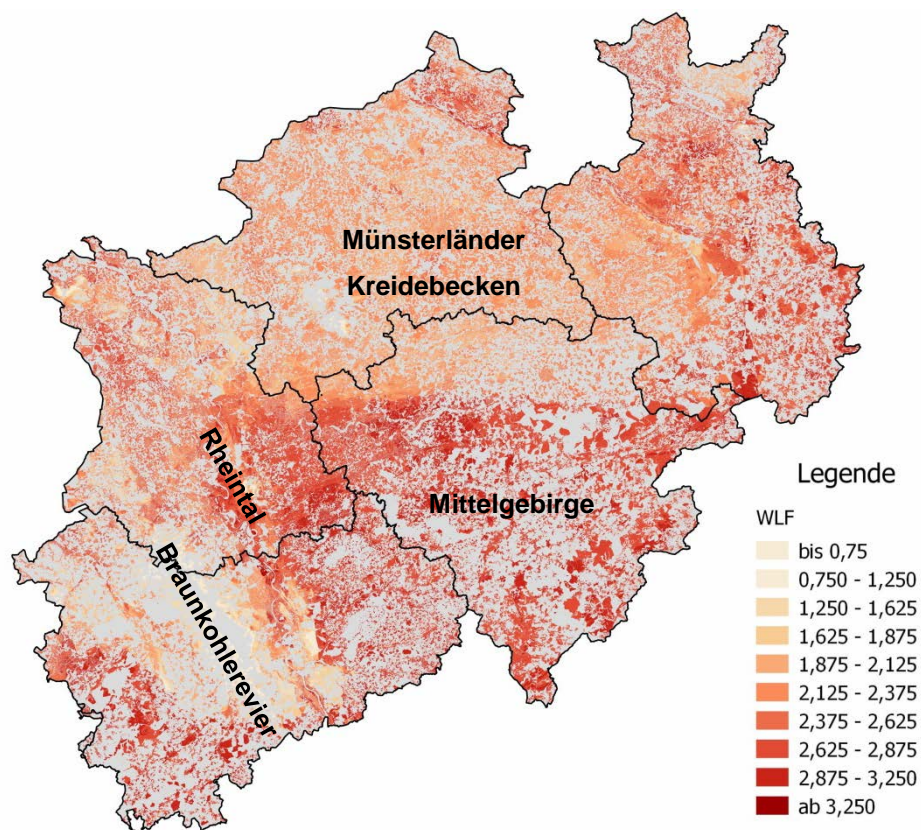 Münsterländer
Kreidebecken
Rheintal
Mittelgebirge
Braunkohlerevier
Legende
WLF
bis 0,75
0,750 - 1,250
1,250 - 1,625
1,625 - 1,875
1,875 - 2,125
2,125 - 2,375
2,375 - 2,625
2,625 - 2,875
2,875 - 3,250
ab 3,250